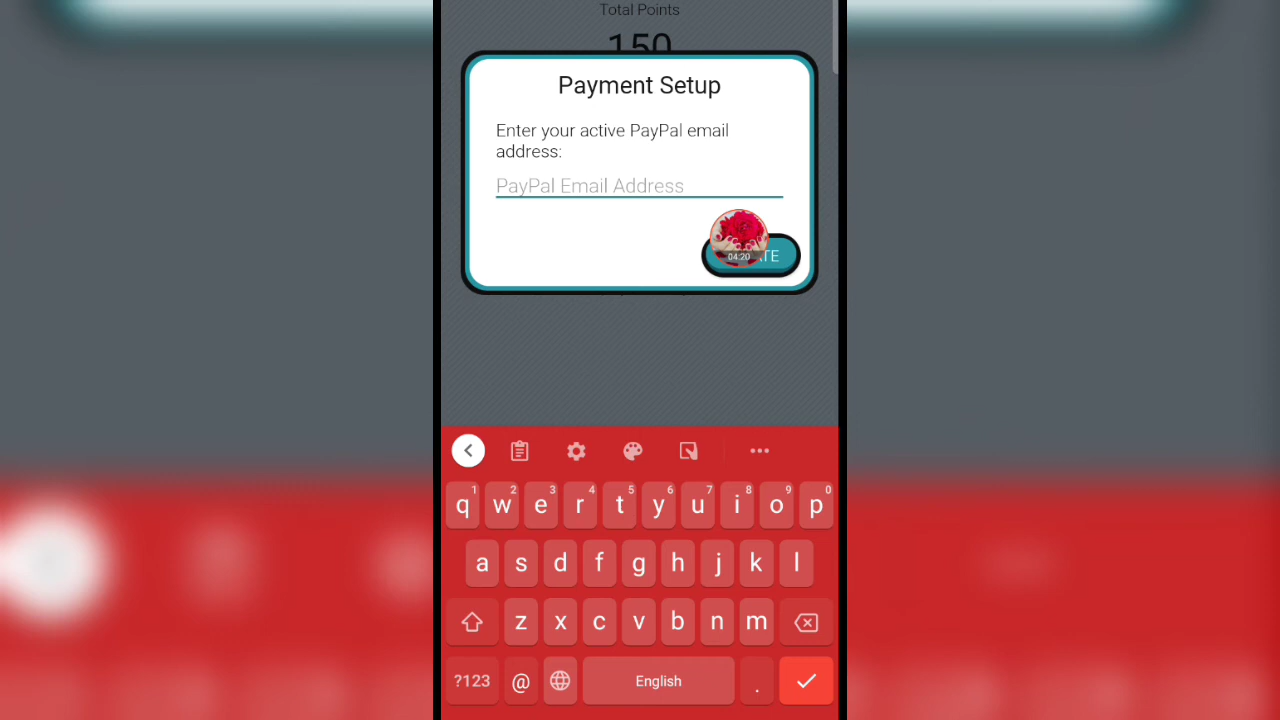 Total Points
150
Payment Setup
Enter your active PayPal email
address:
PayPal Email Address
04:20
1 2 3 4 5 6 7 8 9 0
q w e r t y u i o p
a s d f g h j k l
z x c v b n m
?123 @ English .